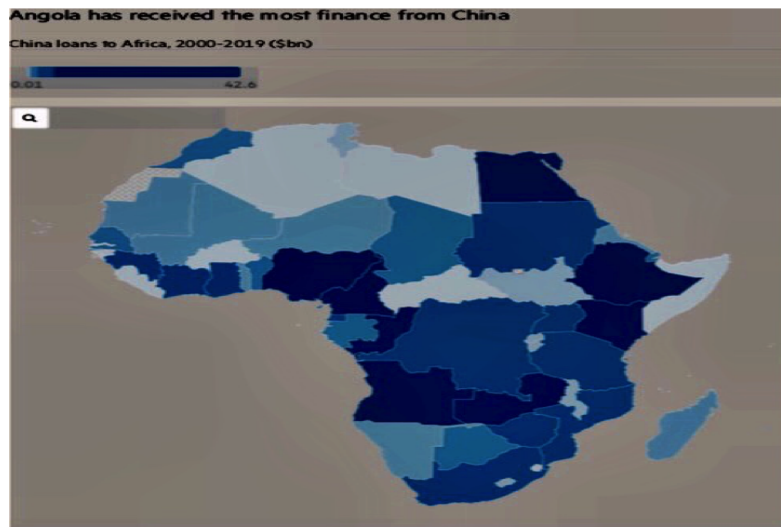 Angola has received the most finance from China
China loans to Africa, 2000-2019 ($bn)
0.01 42.6